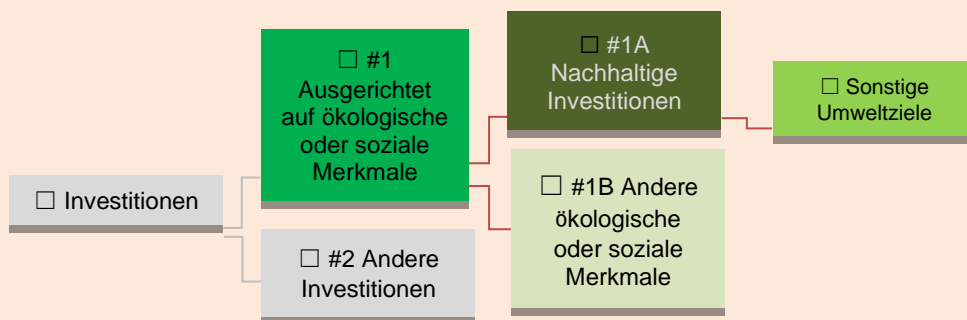 ☐ Investitionen
☐ #1
Ausgerichtet
auf ökologische
oder soziale
Merkmale
☐ #2 Andere
Investitionen
☐ #1A
Nachhaltige
Investitionen
☐ #1B Andere
ökologische
oder soziale
Merkmale
☐ Sonstige
Umweltziele